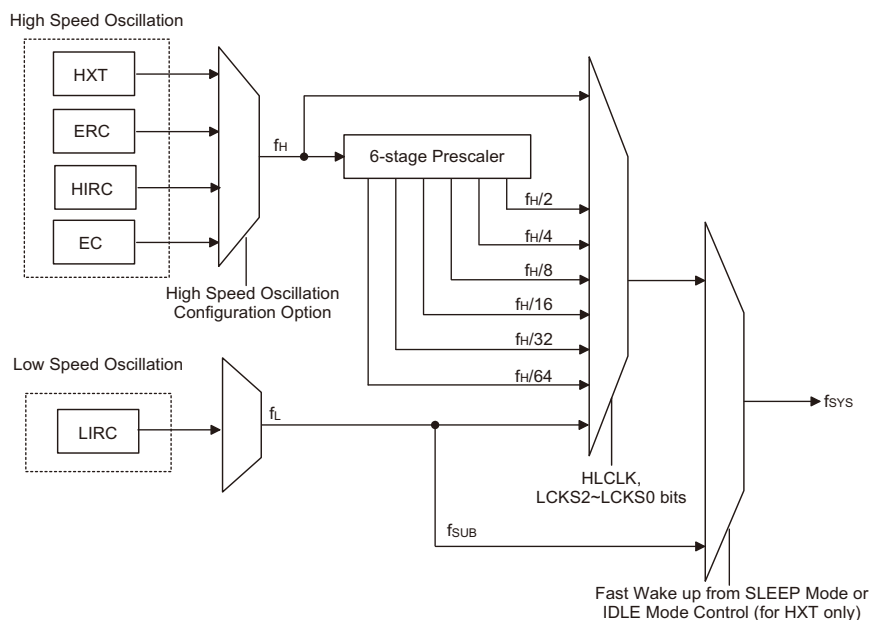 High Speed Oscillation
HXT
ERC
HIRC
EC
fH
6-stage Prescaler
fH/2
fH/4
fH/8
fH/16
fH/32
fH/64
High Speed Oscillation
Configuration Option
Low Speed Oscillation
LIRC
fL
HLCLK,
LCKS2~LCKS0 bits
fSUB
fSYS
Fast Wake up from SLEEP Mode or
IDLE Mode Control (for HXT only)